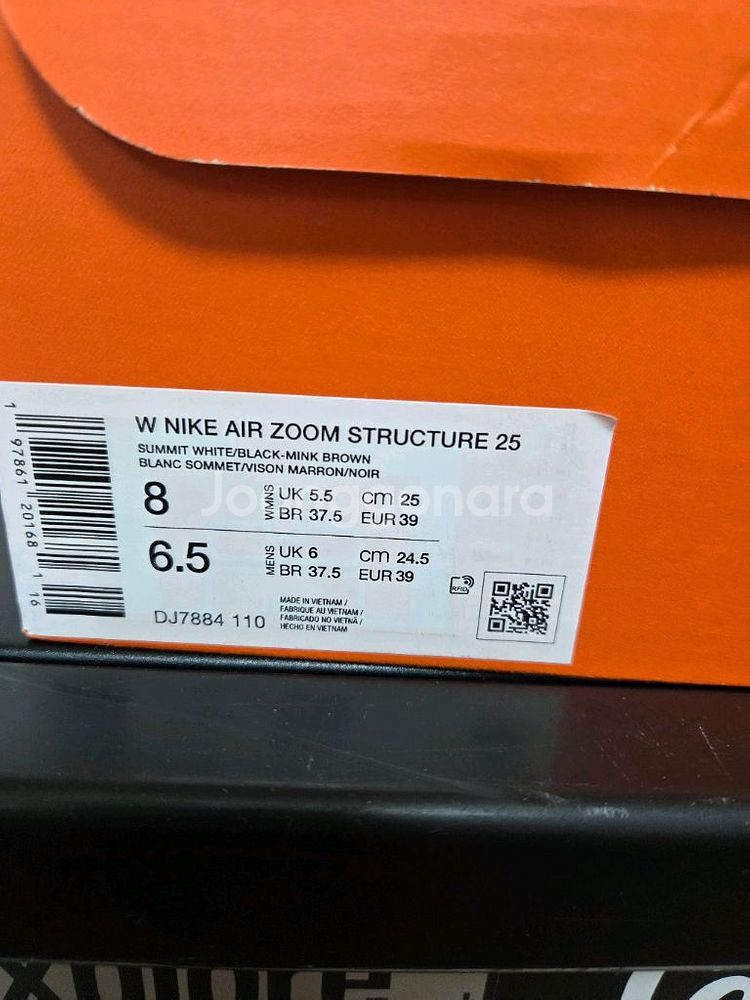 W NIKE AIR ZOOM STRUCTURE 25
SUMMIT WHITE/BLACK-MINK BROWN
BLANC SOMMET/VISON MARRON/NOIR
8 WMNS UK 5.5 cm 25
BR 37.5 EUR 39
6.5 MENS UK 6 cm 24.5
BR 37.5 EUR 39
DJ7884 110
MADE IN VIETNAM /
FABRIQUE AU VIETNAM /
FABRICADO NO VIETNÃ /
HECHO EN VIETNAM
RFID
1 97861 20168 1 16
Joonggonara